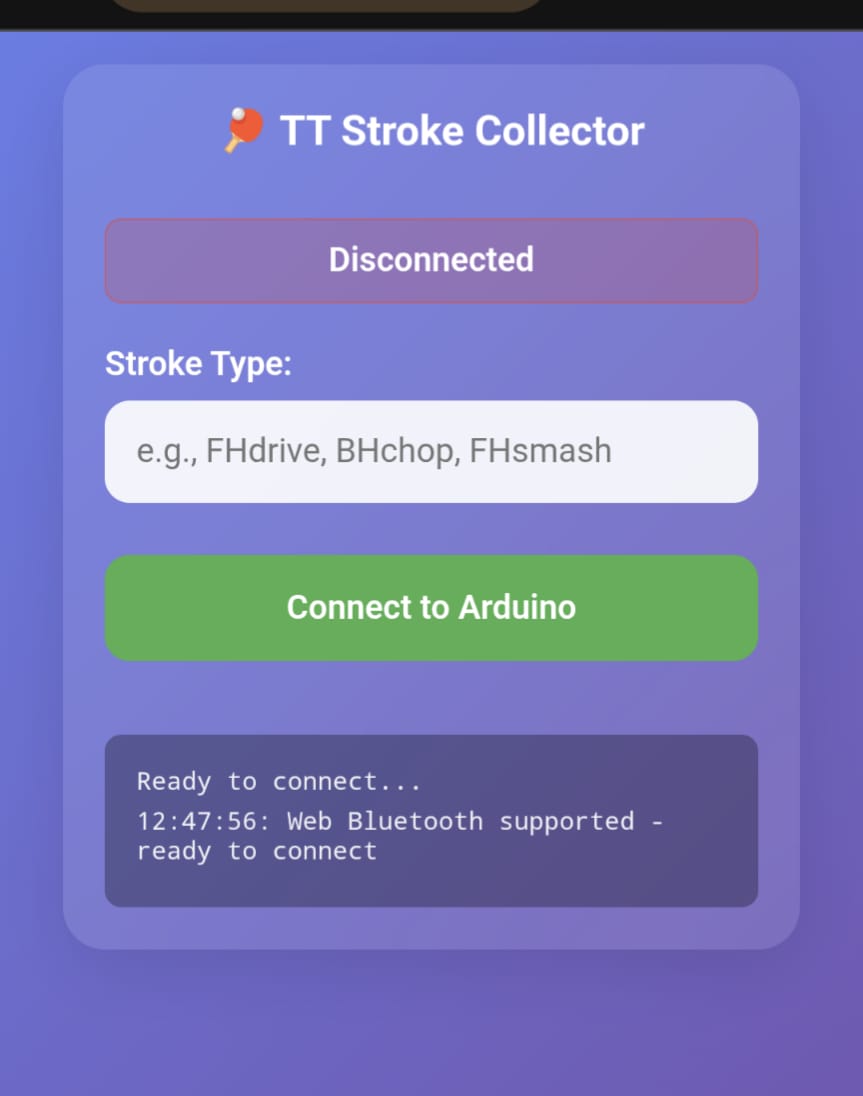 TT Stroke Collector
Disconnected
Stroke Type:
e.g., FHdrive, BHchop, FHsmash
Connect to Arduino
Ready to connect...
12:47:56: Web Bluetooth supported -
ready to connect